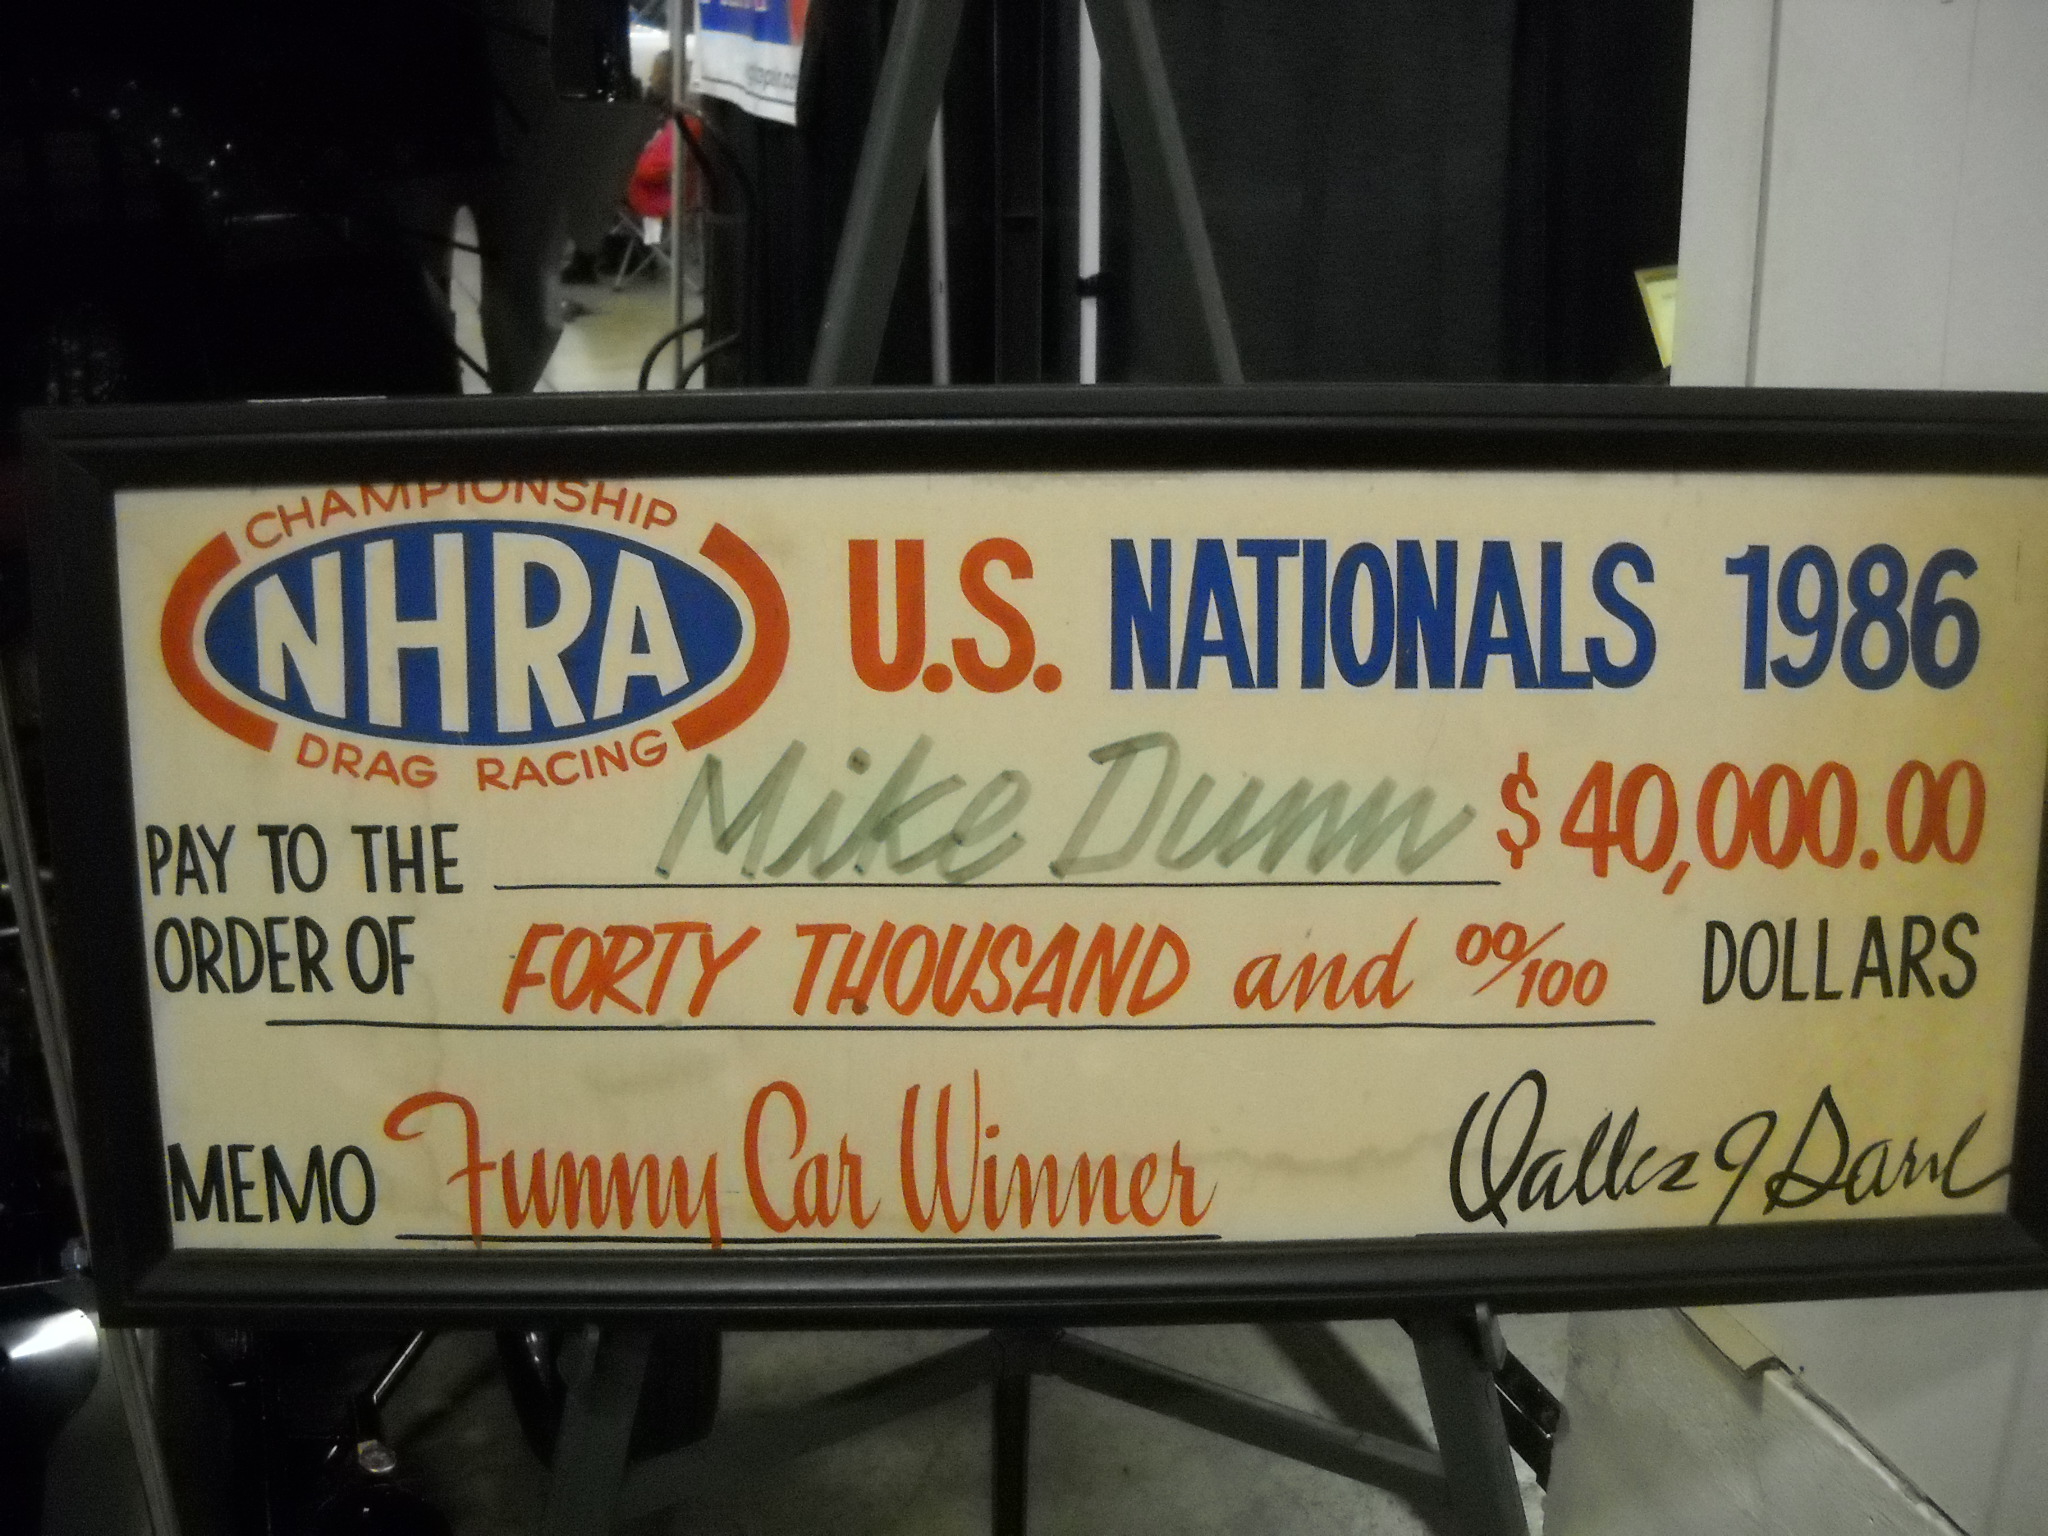 CHAMPIONSHIP
NHRA
DRAG RACING
U.S. NATIONALS 1986
PAY TO THE
ORDER OF
Mike Dunn $40,000.00
FORTY THOUSAND and 00/100 DOLLARS
MEMO Funny Car Winner